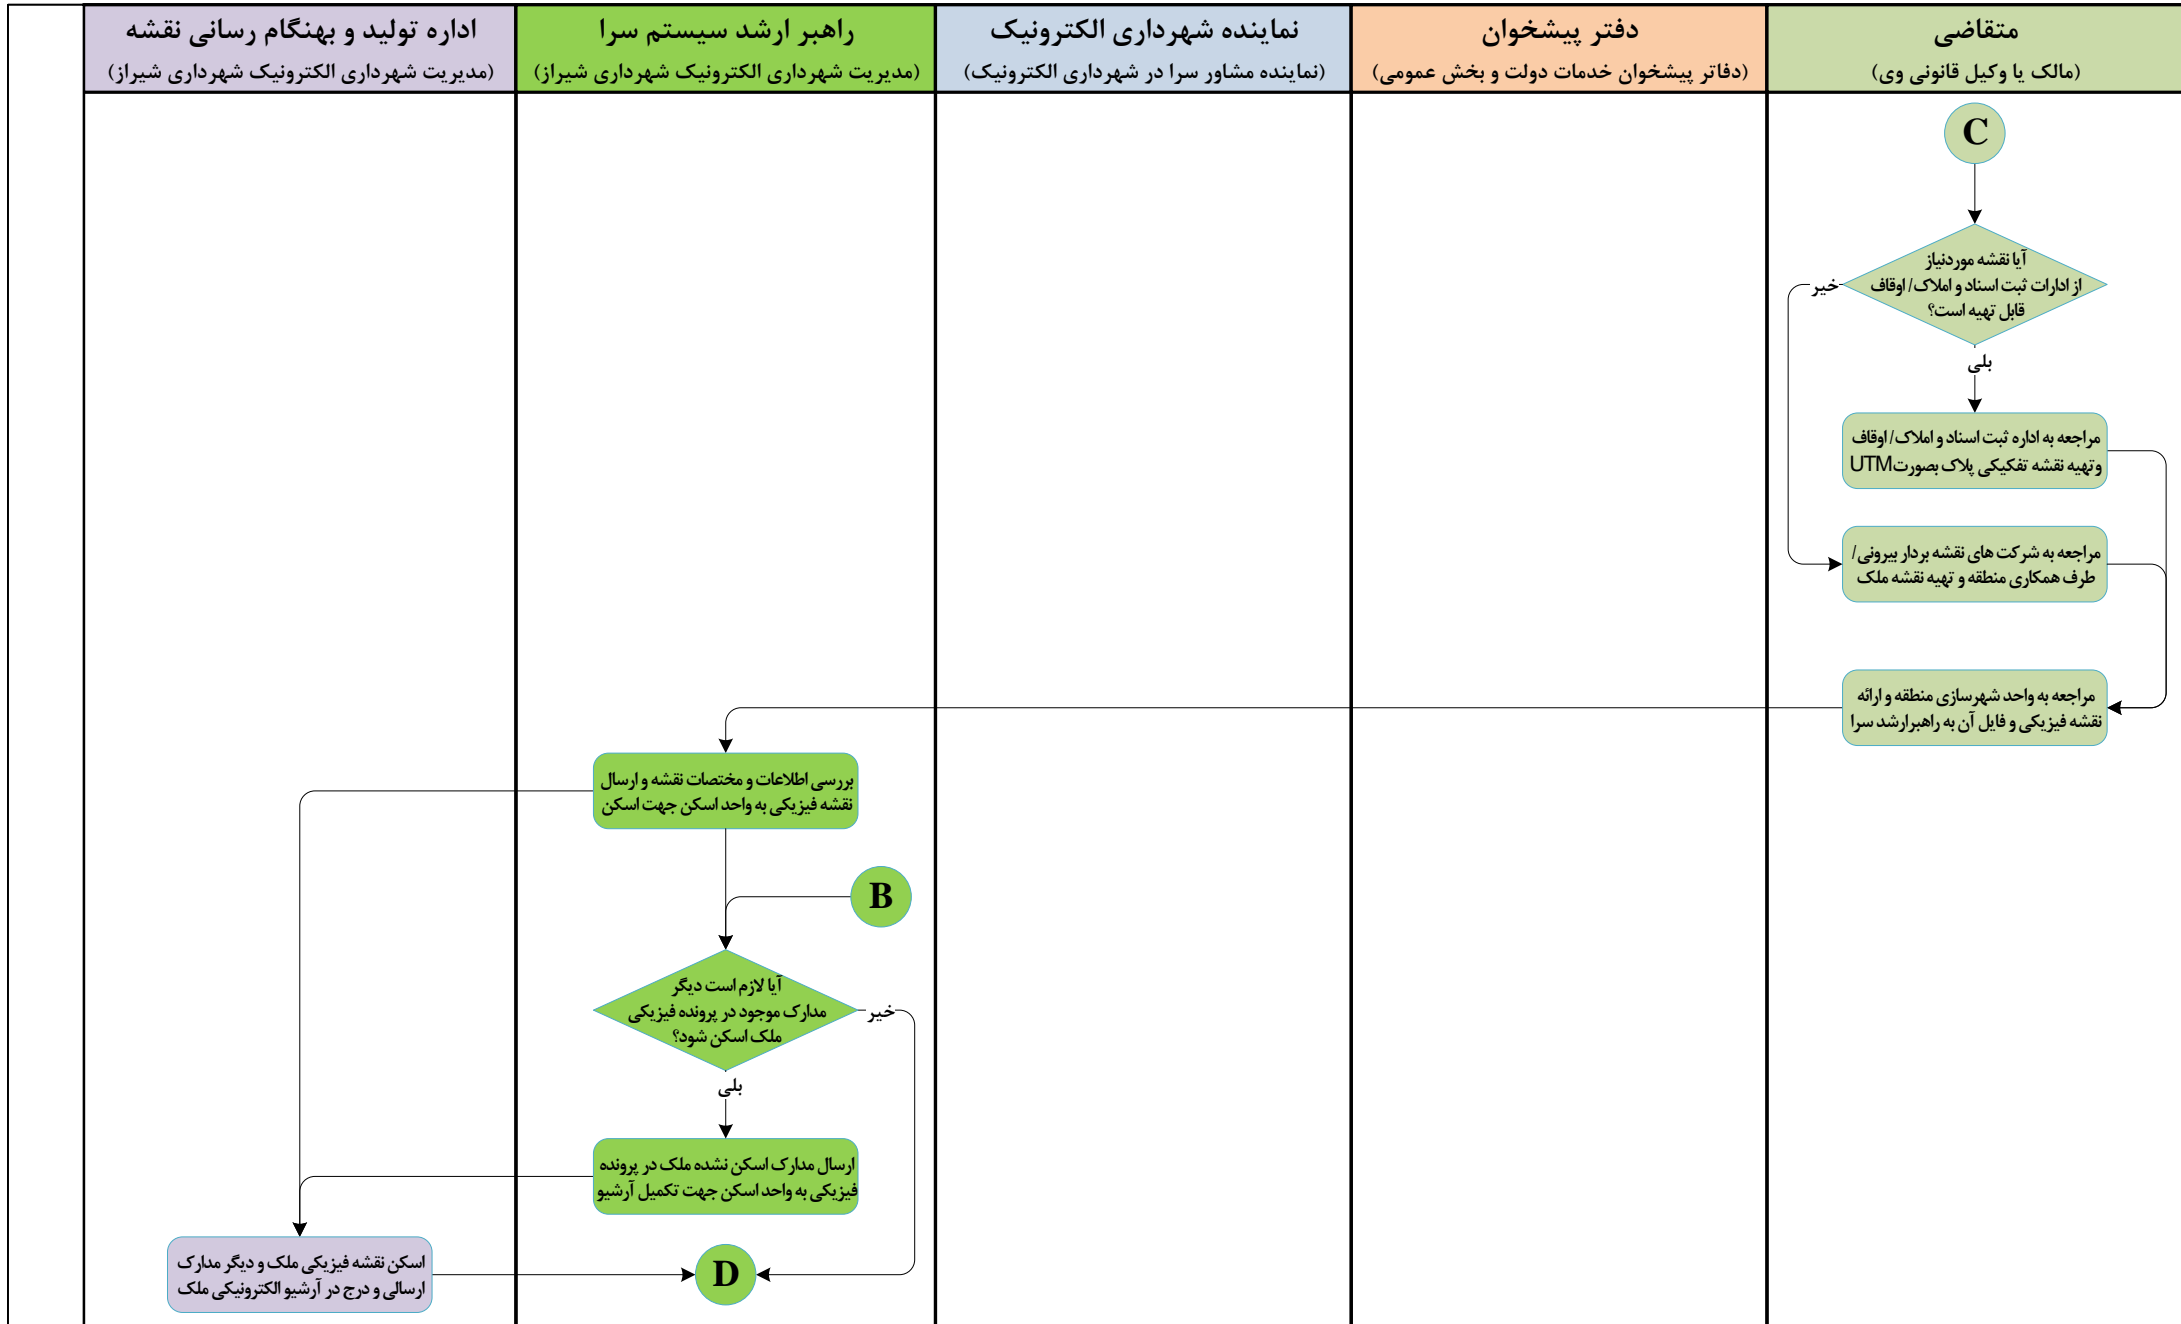 متقاضی
(مالک یا وکیل قانونی وی)
دفتر پیشخوان
(دفاتر پیشخوان خدمات دولت و بخش عمومی)
نماینده شهرداری الکترونیک
(نماینده مشاور سرا در شهرداری الکترونیک)
راهبر ارشد سیستم سرا
(مدیریت شهرداری الکترونیک شهرداری شیراز)
اداره تولید و بهنگام رسانی نقشه
(مدیریت شهرداری الکترونیک شهرداری شیراز)
C
آیا نقشه موردنیاز
از ادارات ثبت اسناد و املاک/ اوقاف
قابل تهیه است؟
خیر
بلی
مراجعه به اداره ثبت اسناد و املاک/ اوقاف
وتهیه نقشه تفکیکی پلاک بصورت UTM
مراجعه به شرکت های نقشه بردار بیرونی/
طرف همکاری منطقه و تهیه نقشه ملک
مراجعه به واحد شهرسازی منطقه و ارائه
نقشه فیزیکی و فایل آن به راهبرارشد سرا
بررسی اطلاعات و مختصات نقشه و ارسال
نقشه فیزیکی به واحد اسکن جهت اسکن
B
آیا لازم است دیگر
مدارک موجود در پرونده فیزیکی
ملک اسکن شود؟
خیر
بلی
ارسال مدارک اسکن نشده ملک در پرونده
فیزیکی به واحد اسکن جهت تکمیل آرشیو
اسکن نقشه فیزیکی ملک و دیگر مدارک
ارسالی و درج در آرشیو الکترونیکی ملک
D